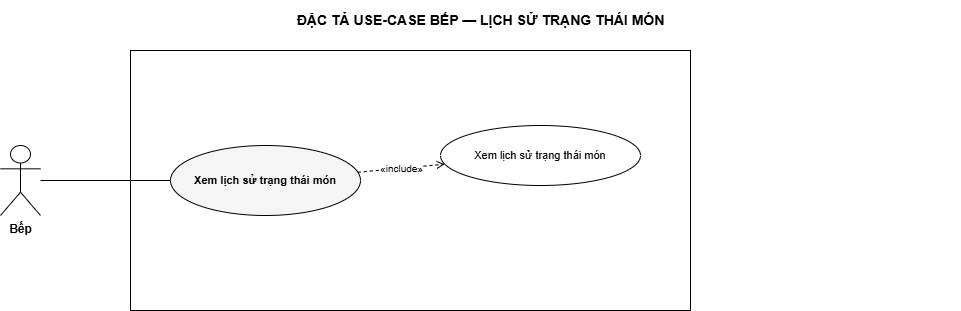 ĐẶC TẢ USE-CASE BẾP — LỊCH SỬ TRẠNG THÁI MÓN
Xem lịch sử trạng thái món
«include»
Xem lịch sử trạng thái món
Bếp